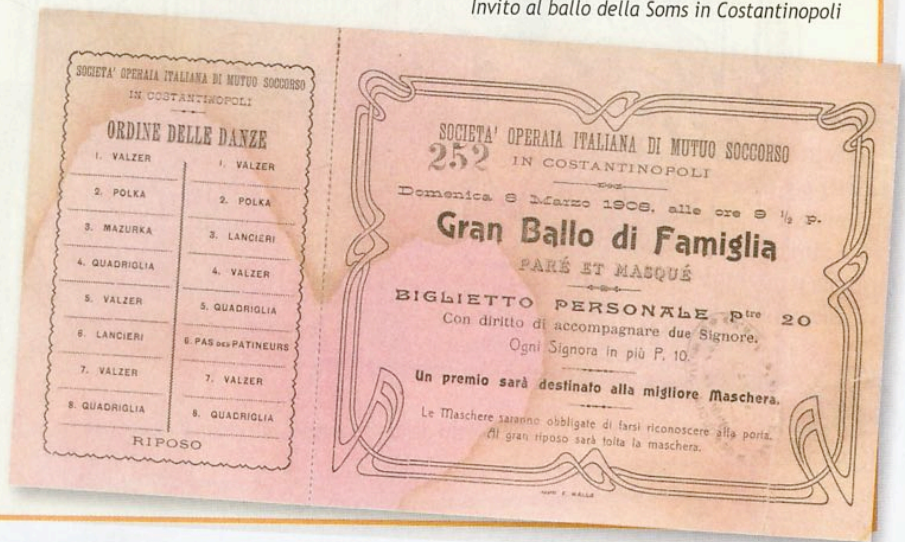 Invito al ballo della Soms in Costantinopoli
SOCIETA' OPERAIA ITALIANA DI MUTUO SOCCORSO
IN COSTANTINOPOLI
ORDINE DELLE DANZE
1. VALZER
2. POLKA
3. MAZURKA
4. QUADRIGLIA
5. VALZER
6. LANCIERI
7. VALZER
8. QUADRIGLIA
1. VALZER
2. POLKA
3. LANCIERI
4. VALZER
5. QUADRIGLIA
6. PAS DES PATINEURS
7. VALZER
8. QUADRIGLIA
RIPOSO
SOCIETA' OPERAIA ITALIANA DI MUTUO SOCCORSO
252 IN COSTANTINOPOLI
Domenica 8 Marzo 1908, alle ore 9 ½ p.
Gran Ballo di Famiglia
PARÉ ET MASQUÉ
BIGLIETTO PERSONALE Ptre 20
Con diritto di accompagnare due Signore.
Ogni Signora in più P. 10.
Un premio sarà destinato alla migliore Maschera.
Le Maschere saranno obbligate di farsi riconoscere alla porta.
Al gran riposo sarà tolta la maschera.